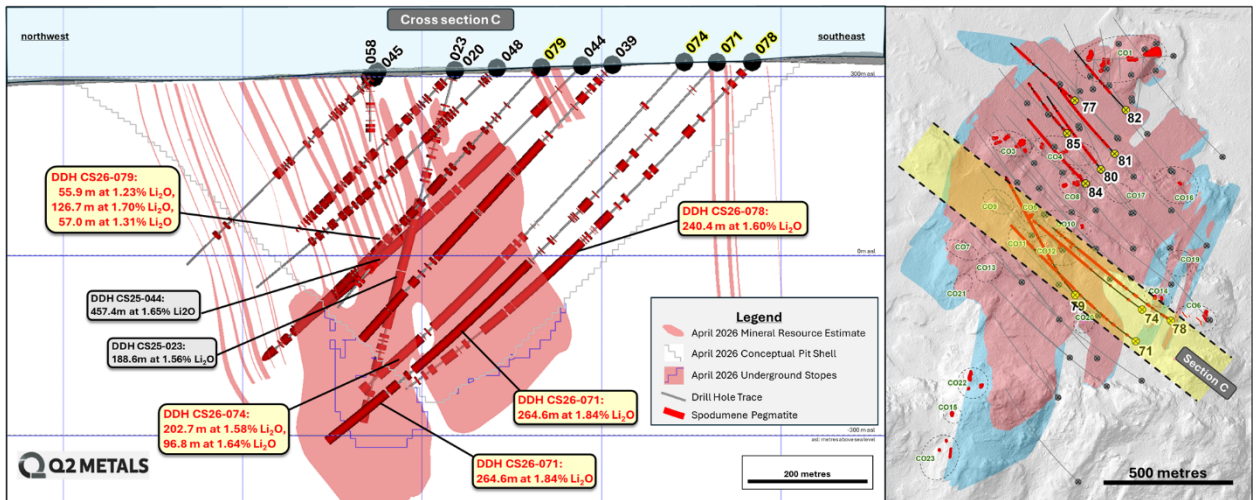 Cross section C
northwest
southeast
058
045
023
020
048
079
044
039
074
071
078
300m asl
DDH CS26-079:
55.9 m at 1.23% Li₂O,
126.7 m at 1.70% Li₂O,
57.0 m at 1.31% Li₂O
DDH CS26-078:
240.4 m at 1.60% Li₂O
0m asl
DDH CS25-044
457.4m at 1.65% Li2O
DDH CS25-023
188.6m at 1.56% Li₂O
DDH CS26-074:
202.7 m at 1.58% Li₂O,
96.8 m at 1.64% Li₂O
DDH CS26-071:
264.6m at 1.84% Li₂O
DDH CS26-071:
264.6m at 1.84% Li₂O
Legend
April 2026 Mineral Resource Estimate
April 2026 Conceptual Pit Shell
April 2026 Underground Stopes
Drill Hole Trace
Spodumene Pegmatite
-300 m asl
asl: metres above sea level
200 metres
Q2 METALS
CO1
77
82
85
CO3
CO4
81
80
84
CO8
CO17
CO16
CO9
CO10
CO11
CO12
CO7
CO13
CO19
CO21
79
CO14
CO6
74
78
71
Section C
CO22
CO15
CO23
500 metres